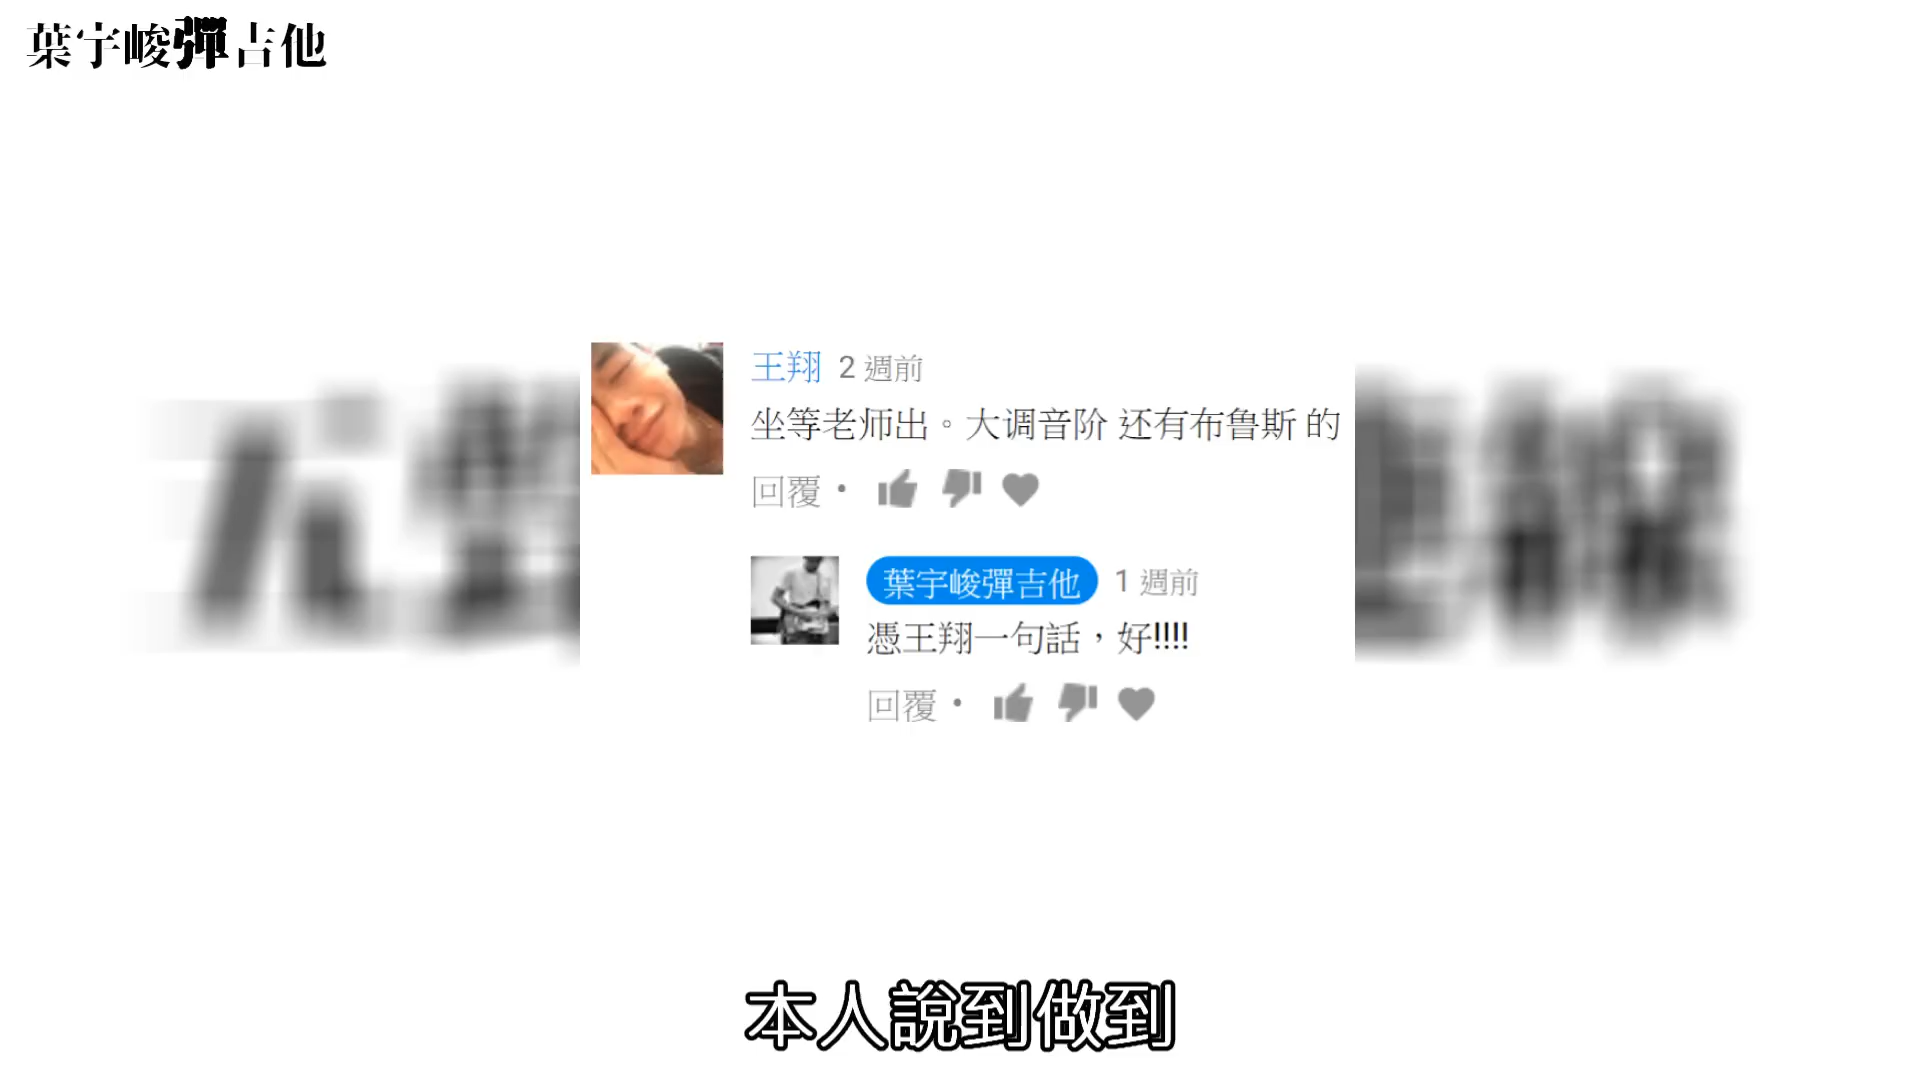 葉宇峻彈吉他
王翔 2 週前
坐等老师出。大调音阶 还有布鲁斯 的
回覆・
葉宇峻彈吉他 1 週前
憑王翔一句話，好!!!!
回覆・
本人說到做到